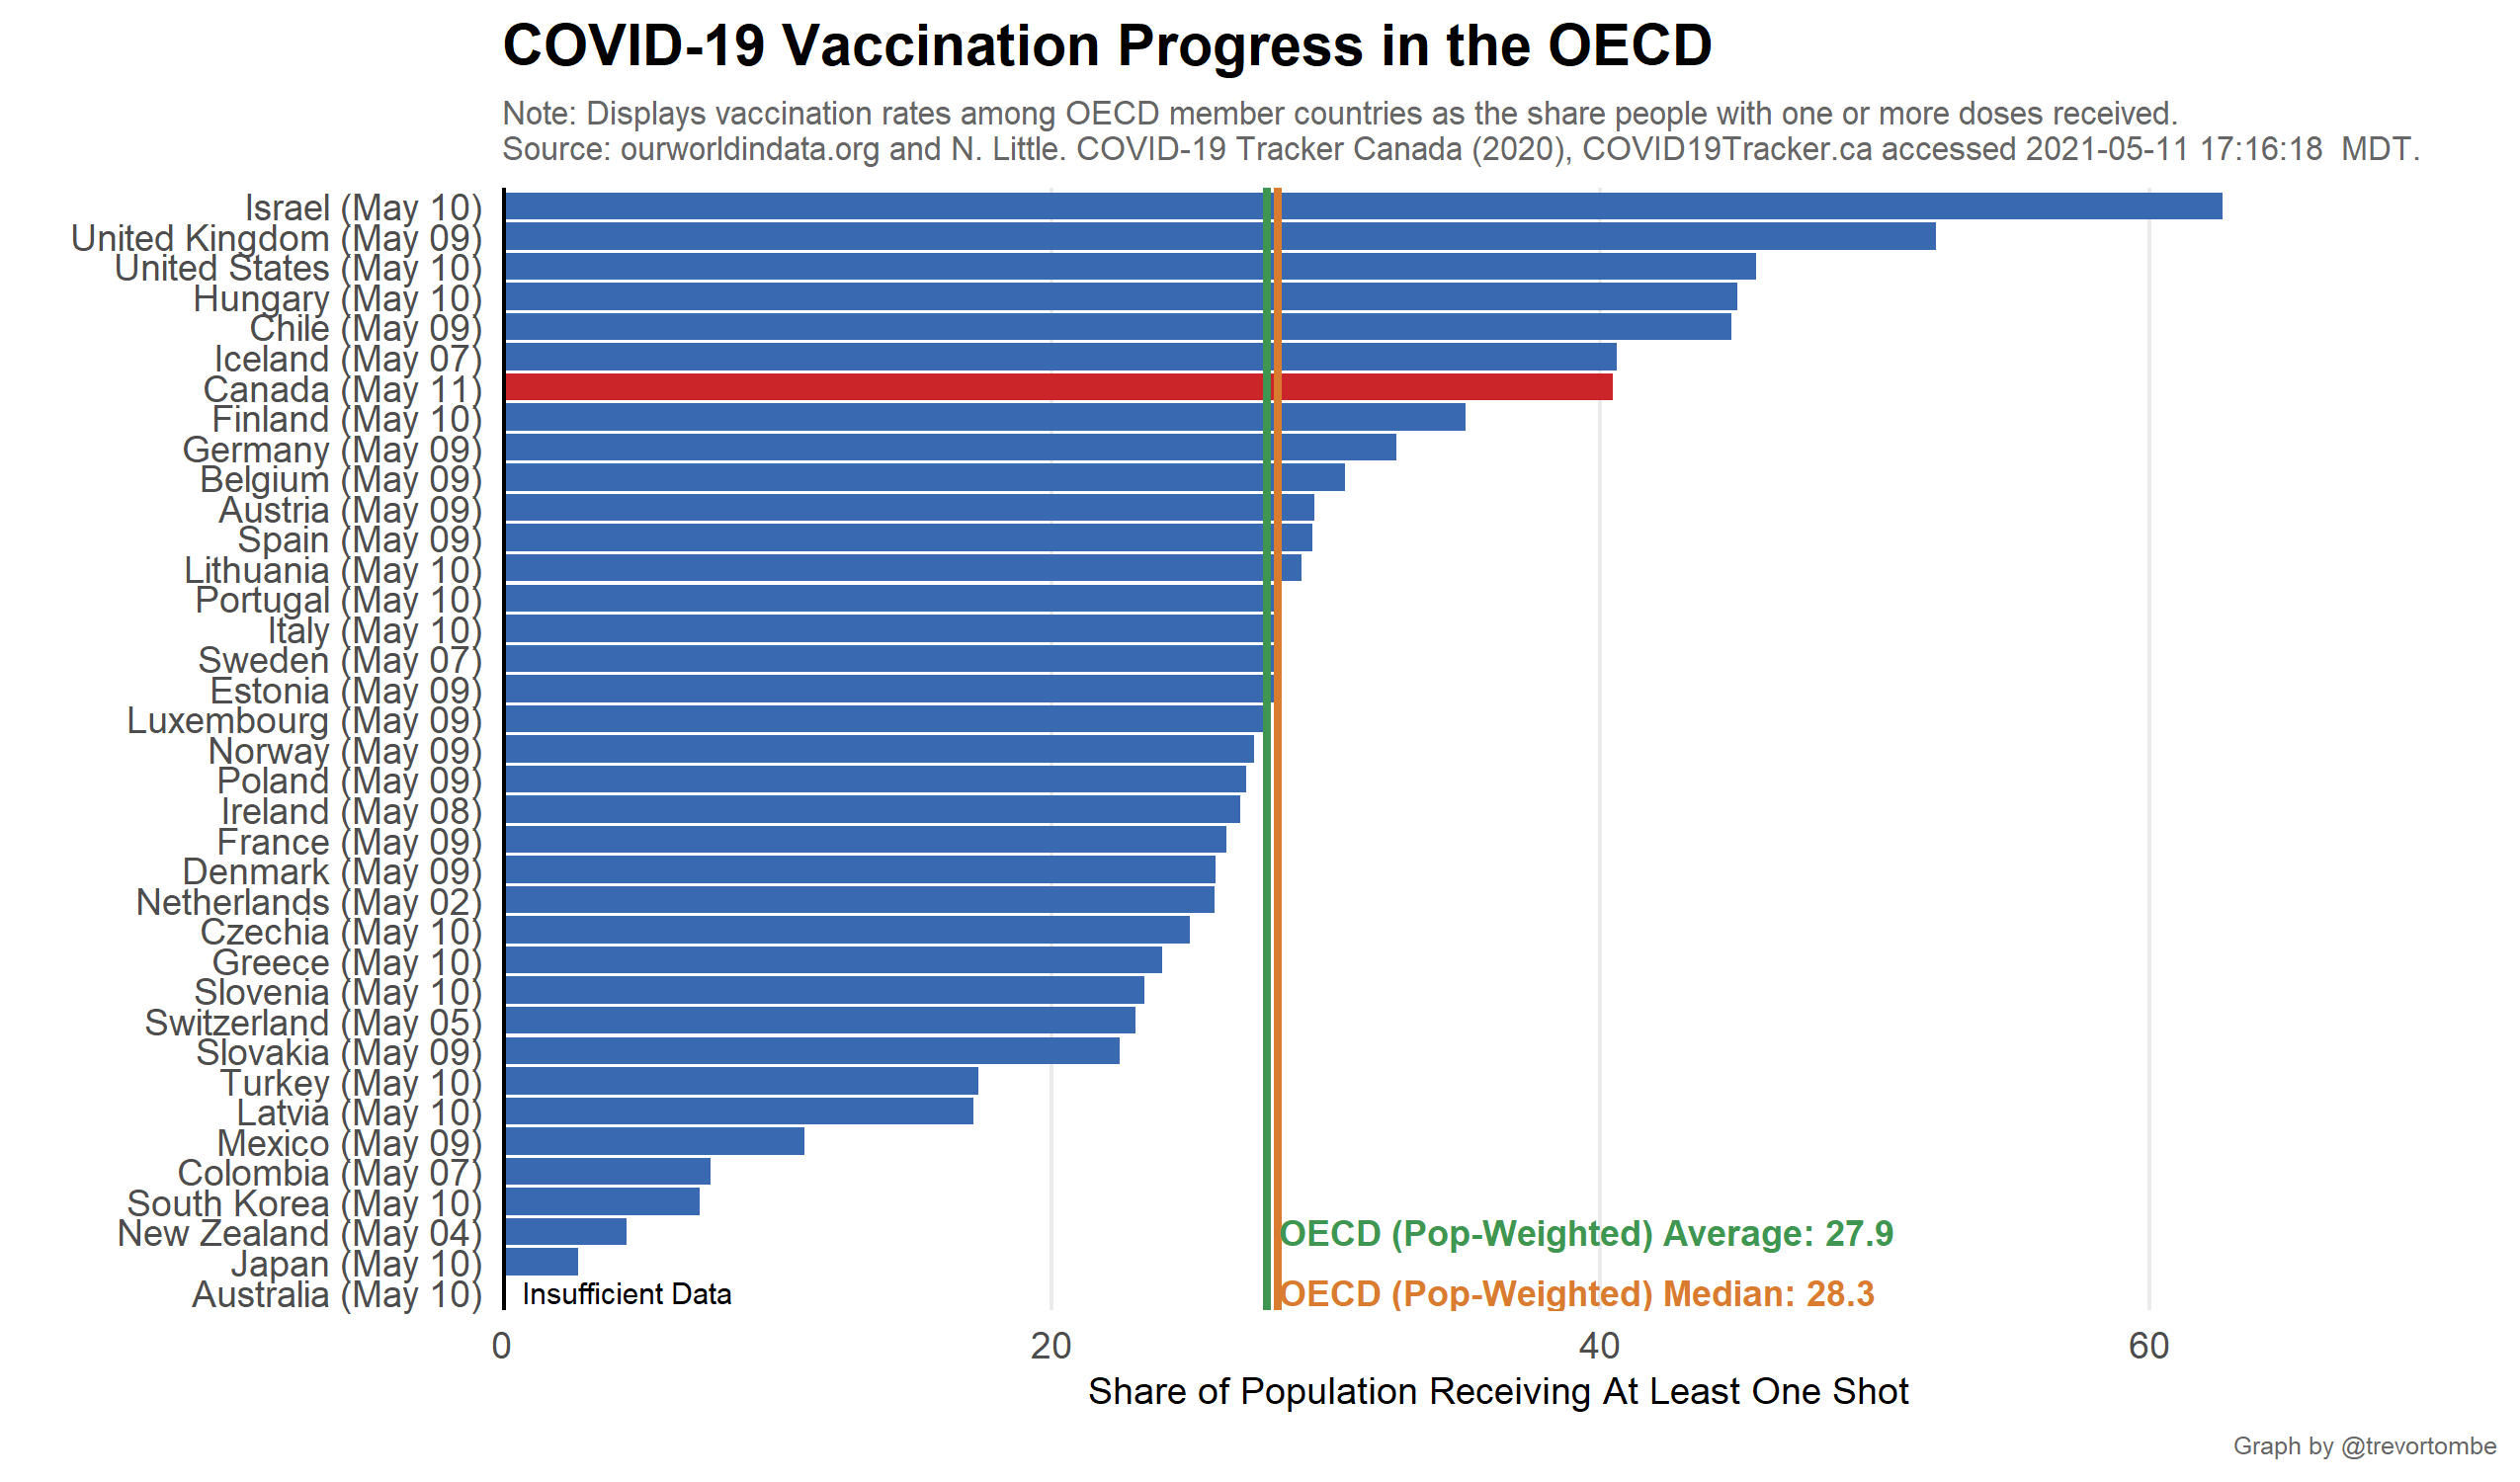 COVID-19 Vaccination Progress in the OECD
Note: Displays vaccination rates among OECD member countries as the share people with one or more doses received.
Source: ourworldindata.org and N. Little. COVID-19 Tracker Canada (2020), COVID19Tracker.ca accessed 2021-05-11 17:16:18 MDT.
Israel (May 10)
United Kingdom (May 09)
United States (May 10)
Hungary (May 10)
Chile (May 09)
Iceland (May 07)
Canada (May 11)
Finland (May 10)
Germany (May 09)
Belgium (May 09)
Austria (May 09)
Spain (May 09)
Lithuania (May 10)
Portugal (May 10)
Italy (May 10)
Sweden (May 07)
Estonia (May 09)
Luxembourg (May 09)
Norway (May 09)
Poland (May 09)
Ireland (May 08)
France (May 09)
Denmark (May 09)
Netherlands (May 02)
Czechia (May 10)
Greece (May 10)
Slovenia (May 10)
Switzerland (May 05)
Slovakia (May 09)
Turkey (May 10)
Latvia (May 10)
Mexico (May 09)
Colombia (May 07)
South Korea (May 10)
New Zealand (May 04) OECD (Pop-Weighted) Average: 27.9
Japan (May 10)
Australia (May 10) Insufficient Data OECD (Pop-Weighted) Median: 28.3
0 20 40 60
Share of Population Receiving At Least One Shot
Graph by @trevortombe